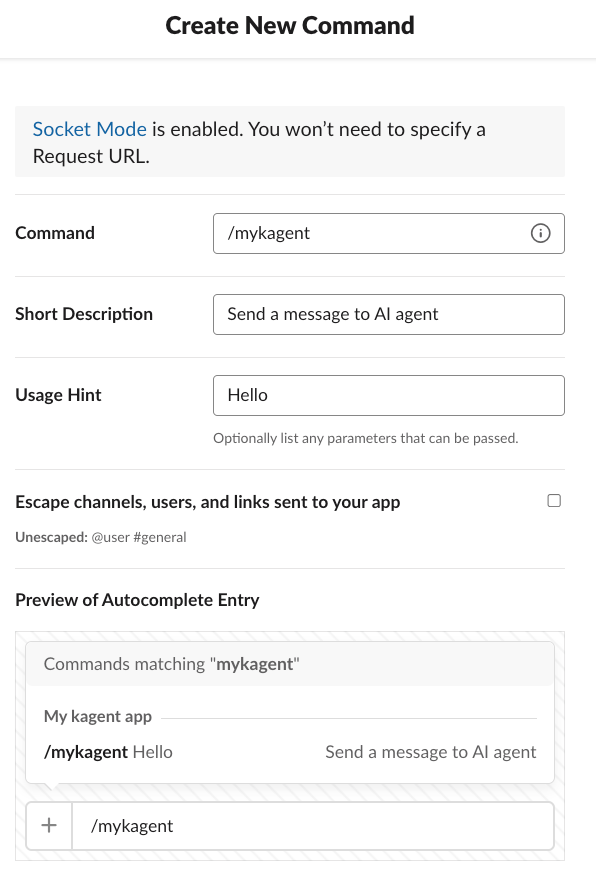 Create New Command
Socket Mode is enabled. You won’t need to specify a
Request URL.
Command
/mykagent
Short Description
Send a message to AI agent
Usage Hint
Hello
Optionally list any parameters that can be passed.
Escape channels, users, and links sent to your app
Unescaped: @user #general
Preview of Autocomplete Entry
Commands matching "mykagent"
My kagent app
/mykagent Hello
Send a message to AI agent
+
/mykagent